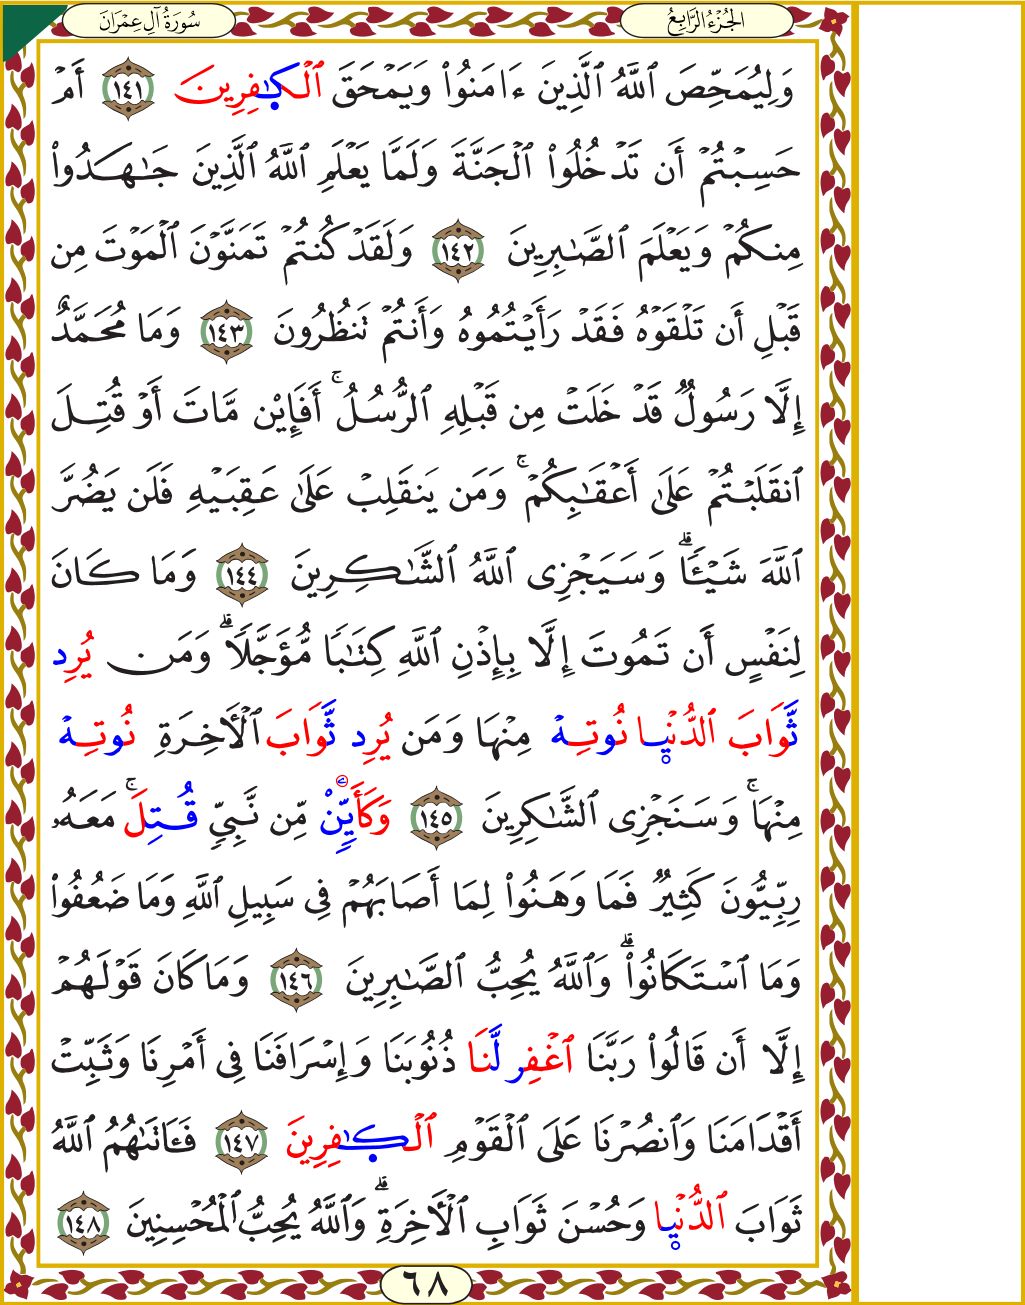 الجُزْءُ الرَّابِعُ
سُورَةُ آلِ عِمْرَانَ
وَلِيُمَحِّصَ ٱللَّهُ ٱلَّذِينَ ءَامَنُوا۟ وَيَمْحَقَ ٱلْكَـٰفِرِينَ ١٤١ أَمْ
حَسِبْتُمْ أَن تَدْخُلُوا۟ ٱلْجَنَّةَ وَلَمَّا يَعْلَمِ ٱللَّهُ ٱلَّذِينَ جَـٰهَدُوا۟
مِنكُمْ وَيَعْلَمَ ٱلصَّـٰبِرِينَ ١٤٢ وَلَقَدْ كُنتُمْ تَمَنَّوْنَ ٱلْمَوْتَ مِن
قَبْلِ أَن تَلْقَوْهُ فَقَدْ رَأَيْتُمُوهُ وَأَنتُمْ تَنظُرُونَ ١٤٣ وَمَا مُحَمَّدٌ
إِلَّا رَسُولٌ قَدْ خَلَتْ مِن قَبْلِهِ ٱلرُّسُلُ ۚ أَفَإِي۟ن مَّاتَ أَوْ قُتِلَ
ٱنقَلَبْتُمْ عَلَىٰ أَعْقَـٰبِكُمْ ۚ وَمَن يَنقَلِبْ عَلَىٰ عَقِبَيْهِ فَلَن يَضُرَّ
ٱللَّهَ شَيْـًٔا ۗ وَسَيَجْزِى ٱللَّهُ ٱلشَّـٰكِرِينَ ١٤٤ وَمَا كَانَ
لِنَفْسٍ أَن تَمُوتَ إِلَّا بِإِذْنِ ٱللَّهِ كِتَـٰبًا مُّؤَجَّلًا ۗ وَمَن يُرِد
ثَّوَابَ ٱلدُّنْيَا نُوتِهْ مِنْهَا وَمَن يُرِد ثَّوَابَ ٱلْـَٔاخِرَةِ نُوتِهْ
مِنْهَا ۚ وَسَنَجْزِى ٱلشَّـٰكِرِينَ ١٤٥ وَكَأَيِّنْ مِّن نَّبِىٍّ قُتِلَ ۚ مَعَهُۥ
رِبِّيُّونَ كَثِيرٌ فَمَا وَهَنُوا۟ لِمَا أَصَابَهُمْ فِى سَبِيلِ ٱللَّهِ وَمَا ضَعُفُوا۟
وَمَا ٱسْتَكَانُوا۟ ۗ وَٱللَّهُ يُحِبُّ ٱلصَّـٰبِرِينَ ١٤٦ وَمَا كَانَ قَوْلَهُمْ
إِلَّا أَن قَالُوا۟ رَبَّنَا ٱغْفِر لَّنَا ذُنُوبَنَا وَإِسْرَافَنَا فِى أَمْرِنَا وَثَبِّتْ
أَقْدَامَنَا وَٱنصُرْنَا عَلَى ٱلْقَوْمِ ٱلْكَـٰفِرِينَ ١٤٧ فَـَٔاتَىٰهُمُ ٱللَّهُ
ثَوَابَ ٱلدُّنْيَا وَحُسْنَ ثَوَابِ ٱلْـَٔاخِرَةِ ۗ وَٱللَّهُ يُحِبُّ ٱلْمُحْسِنِينَ ١٤٨
٦٨